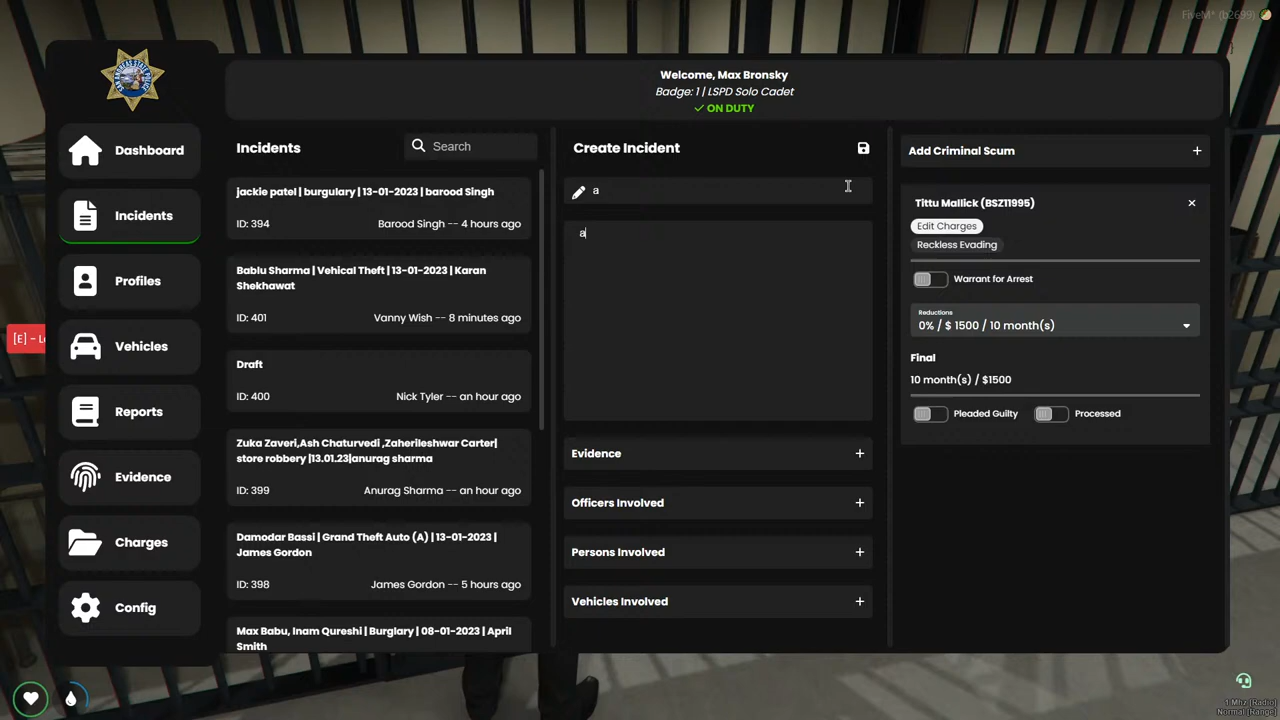 FiveM* (b2699)
Welcome, Max Bronsky
Badge: 1 | LSPD Solo Cadet
ON DUTY
Dashboard
Incidents
Profiles
Vehicles
Reports
Evidence
Charges
Config
[E] - L
Incidents
Search
jackie patel | burgulary | 13-01-2023 | barood Singh
ID: 394
Barood Singh -- 4 hours ago
Bablu Sharma | Vehical Theft | 13-01-2023 | Karan
Shekhawat
ID: 401
Vanny Wish -- 8 minutes ago
Draft
ID: 400
Nick Tyler -- an hour ago
Zuka Zaveri,Ash Chaturvedi ,Zaherileshwar Carter|
store robbery |13.01.23|anurag sharma
ID: 399
Anurag Sharma -- an hour ago
Damodar Bassi | Grand Theft Auto (A) | 13-01-2023 |
James Gordon
ID: 398
James Gordon -- 5 hours ago
Max Babu, Inam Qureshi | Burglary | 08-01-2023 | April
Smith
Create Incident
a
a
Evidence
Officers Involved
Persons Involved
Vehicles Involved
Add Criminal Scum
Tittu Mallick (BSZ11995)
Edit Charges
Reckless Evading
Warrant for Arrest
Reductions
0% / $ 1500 / 10 month(s)
Final
10 month(s) / $1500
Pleaded Guilty
Processed
1 Mhz [Radio]
Normal [Range]